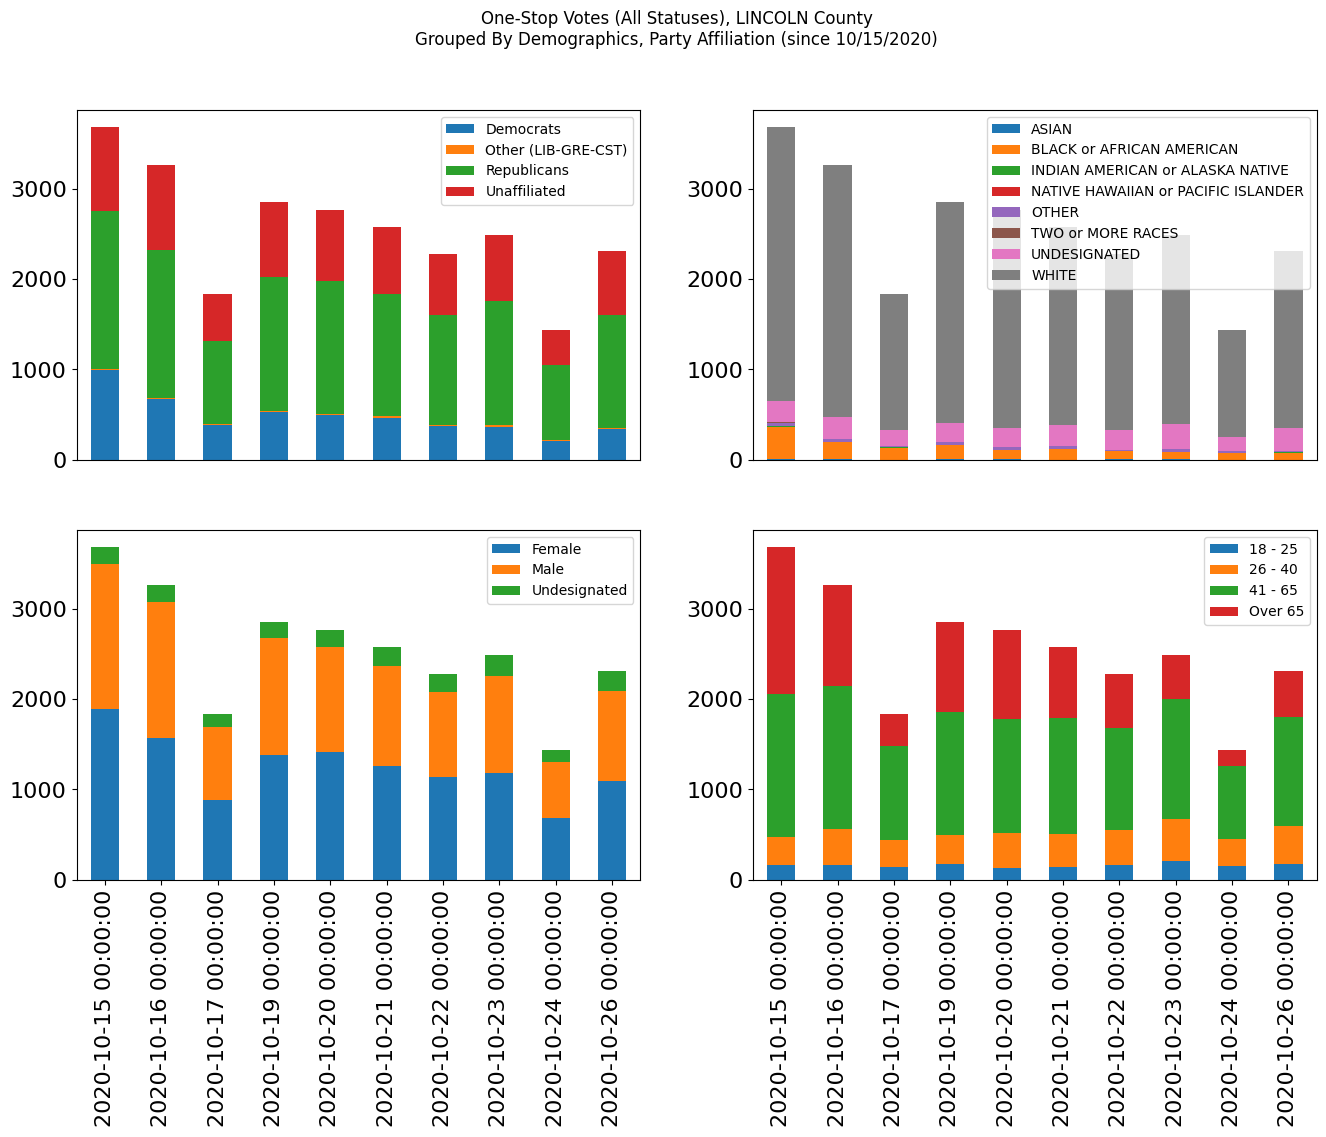 One-Stop Votes (All Statuses), LINCOLN County
Grouped By Demographics, Party Affiliation (since 10/15/2020)
3000
2000
1000
0
Democrats
Other (LIB-GRE-CST)
Republicans
Unaffiliated
3000
2000
1000
0
ASIAN
BLACK or AFRICAN AMERICAN
INDIAN AMERICAN or ALASKA NATIVE
NATIVE HAWAIIAN or PACIFIC ISLANDER
OTHER
TWO or MORE RACES
UNDESIGNATED
WHITE
3000
2000
1000
0
Female
Male
Undesignated
2020-10-15 00:00:00
2020-10-16 00:00:00
2020-10-17 00:00:00
2020-10-19 00:00:00
2020-10-20 00:00:00
2020-10-21 00:00:00
2020-10-22 00:00:00
2020-10-23 00:00:00
2020-10-24 00:00:00
2020-10-26 00:00:00
3000
2000
1000
0
18 - 25
26 - 40
41 - 65
Over 65
2020-10-15 00:00:00
2020-10-16 00:00:00
2020-10-17 00:00:00
2020-10-19 00:00:00
2020-10-20 00:00:00
2020-10-21 00:00:00
2020-10-22 00:00:00
2020-10-23 00:00:00
2020-10-24 00:00:00
2020-10-26 00:00:00